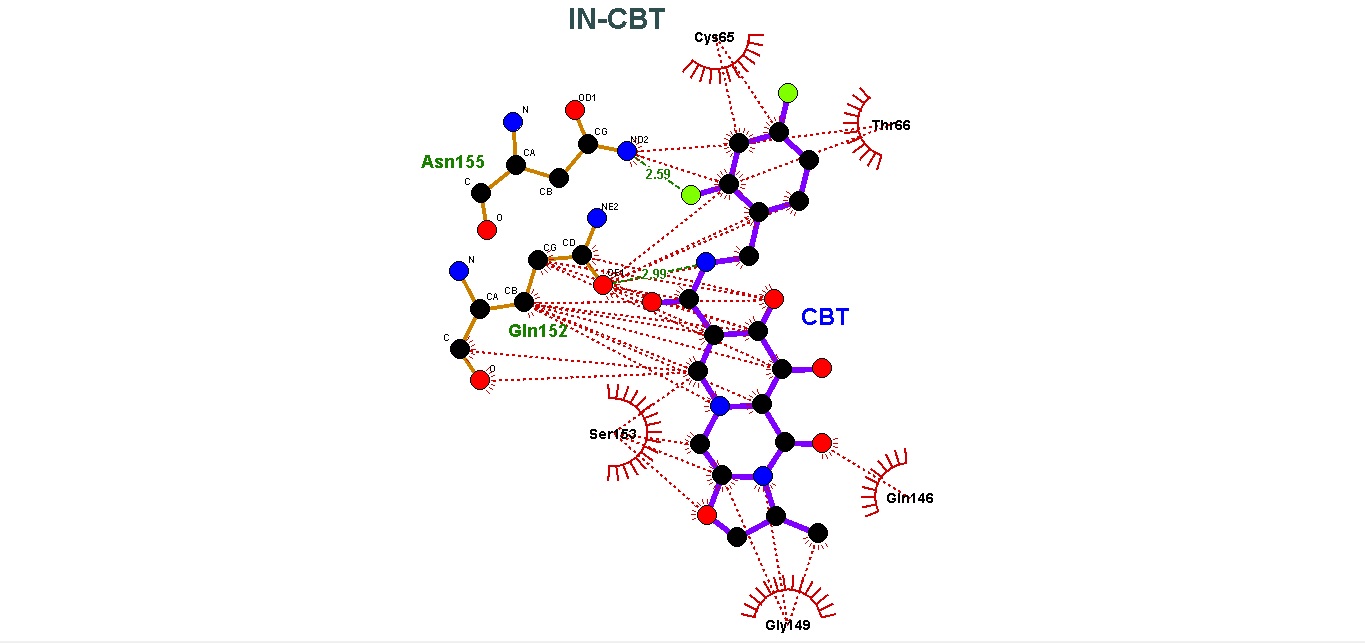 IN-CBT
Cys65
OD1
N
Thr66
CG
ND2
CA
Asn155
2.59
C
CB
NE2
O
CG
CD
N
2.99
CA
CB
CBT
Gln152
C
O
Ser153
Gln146
Gly149